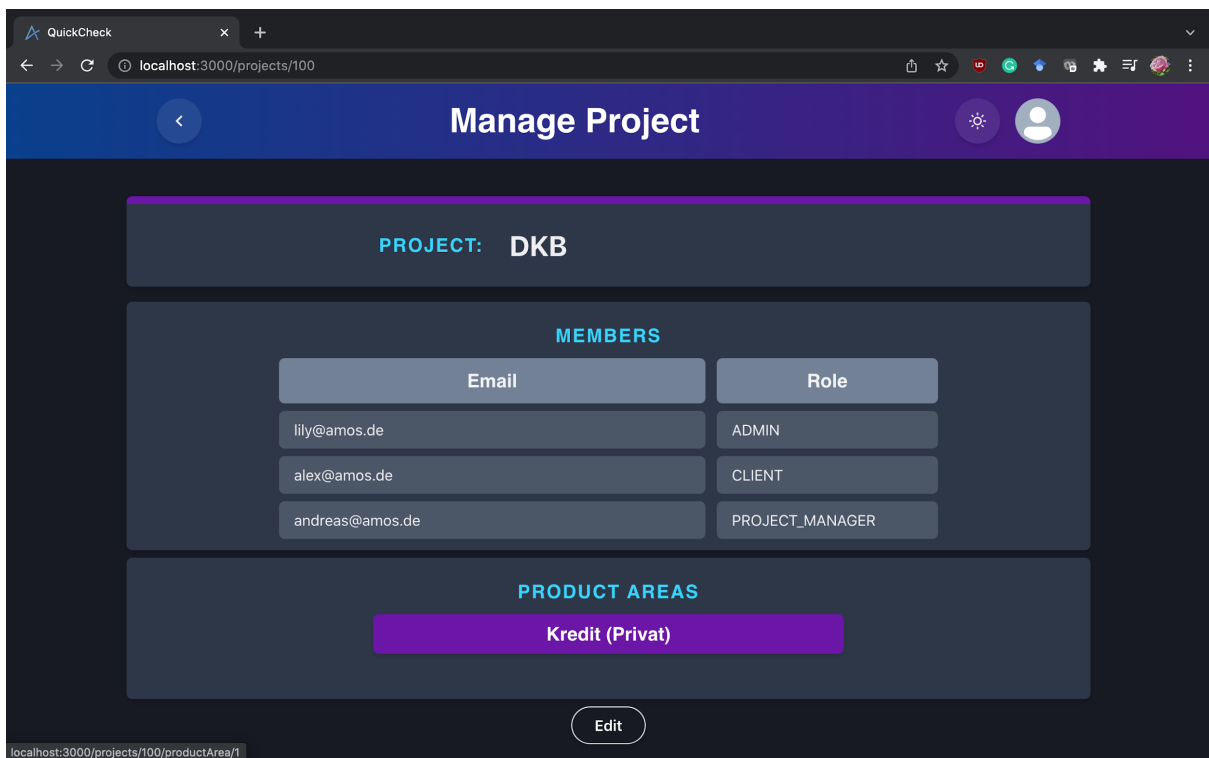 QuickCheck
localhost:3000/projects/100
Manage Project
PROJECT: DKB
MEMBERS
Email Role
lily@amos.de ADMIN
alex@amos.de CLIENT
andreas@amos.de PROJECT_MANAGER
PRODUCT AREAS
Kredit (Privat)
Edit
localhost:3000/projects/100/productArea/1